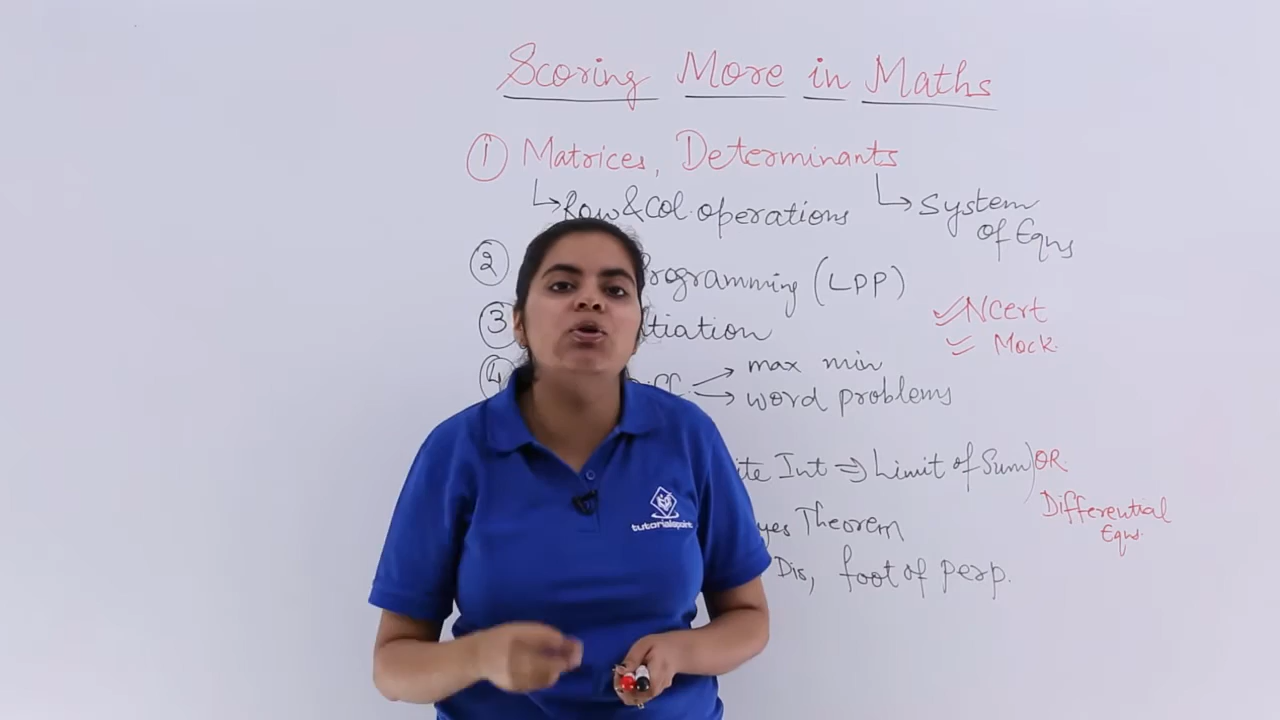 Scoring More in Maths
1 Matrices, Determinants
Row & Col. operations
System of Eqns
2 rogramming (LPP)
3 tiation
4 iff.
max min
word problems
Ncert
Mock.
ite Int ⇒ Limit of Sum) OR
Differential
Eqns.
yes Theorem
Dis, foot of perp.
tutorialspoint